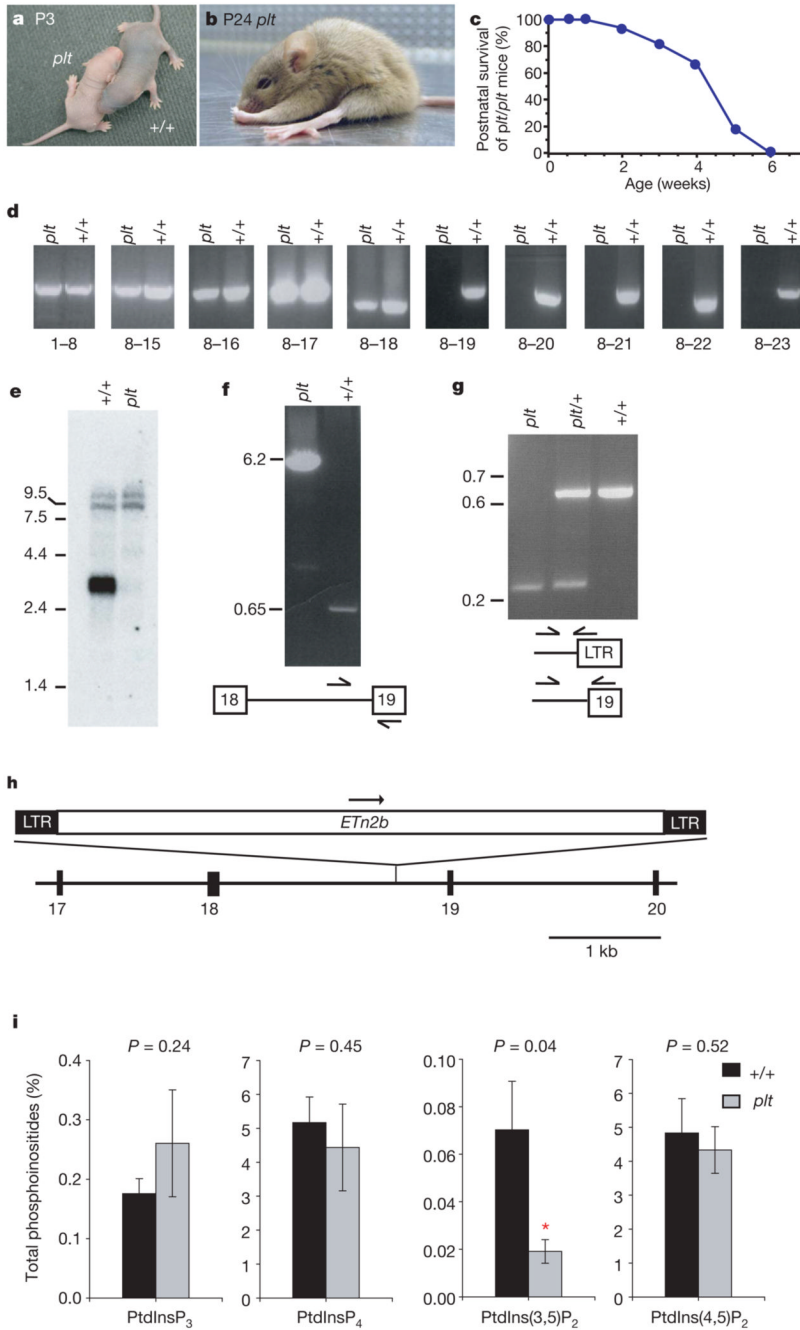 a P3
plt
+/+
b P24 plt
c
Postnatal survival
of plt/plt mice (%)
100
80
60
40
20
0
0 2 4 6
Age (weeks)
d
plt +/+ plt +/+ plt +/+ plt +/+ plt +/+ plt +/+ plt +/+ plt +/+ plt +/+ plt +/+
1–8 8–15 8–16 8–17 8–18 8–19 8–20 8–21 8–22 8–23
e
+/+ plt
9.5
7.5
4.4
2.4
1.4
f
plt +/+
6.2
0.65
18 19
g
plt plt/+ +/+
0.7
0.6
0.2
LTR
19
h
LTR ETn2b LTR
17 18 19 20
1 kb
i
Total phosphoinositides (%)
P = 0.24
0.4
0.3
0.2
0.1
0.0
PtdInsP3
P = 0.45
7
6
5
4
3
2
1
0
PtdInsP4
P = 0.04
0.10
0.08
0.06
0.04
0.02
0.00
*
PtdIns(3,5)P2
P = 0.52
7
6
5
4
3
2
1
0
PtdIns(4,5)P2
+/+
plt